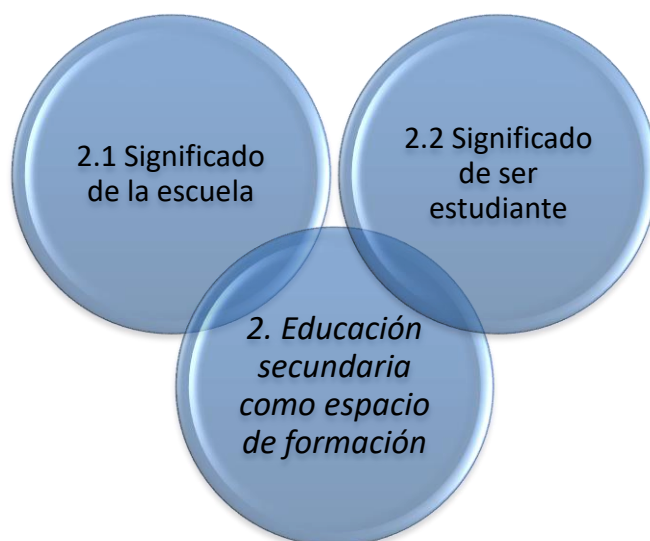 2.1 Significado
de la escuela
2.2 Significado
de ser
estudiante
2. Educación
secundaria
como espacio
de formación